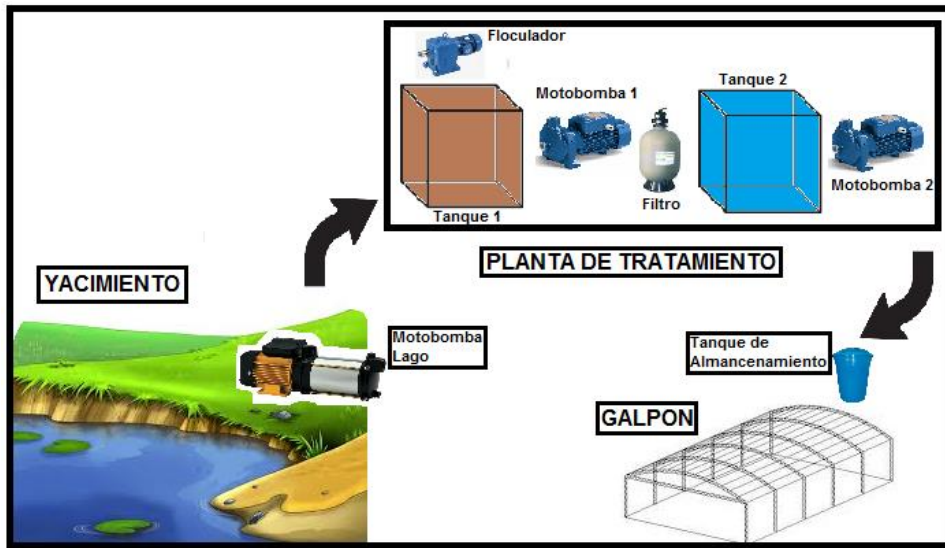 Floculador
Motobomba 1
Tanque 2
Tanque 1
Filtro
Motobomba 2
PLANTA DE TRATAMIENTO
YACIMIENTO
Motobomba
Lago
Tanque de
Almancenamiento
GALPON